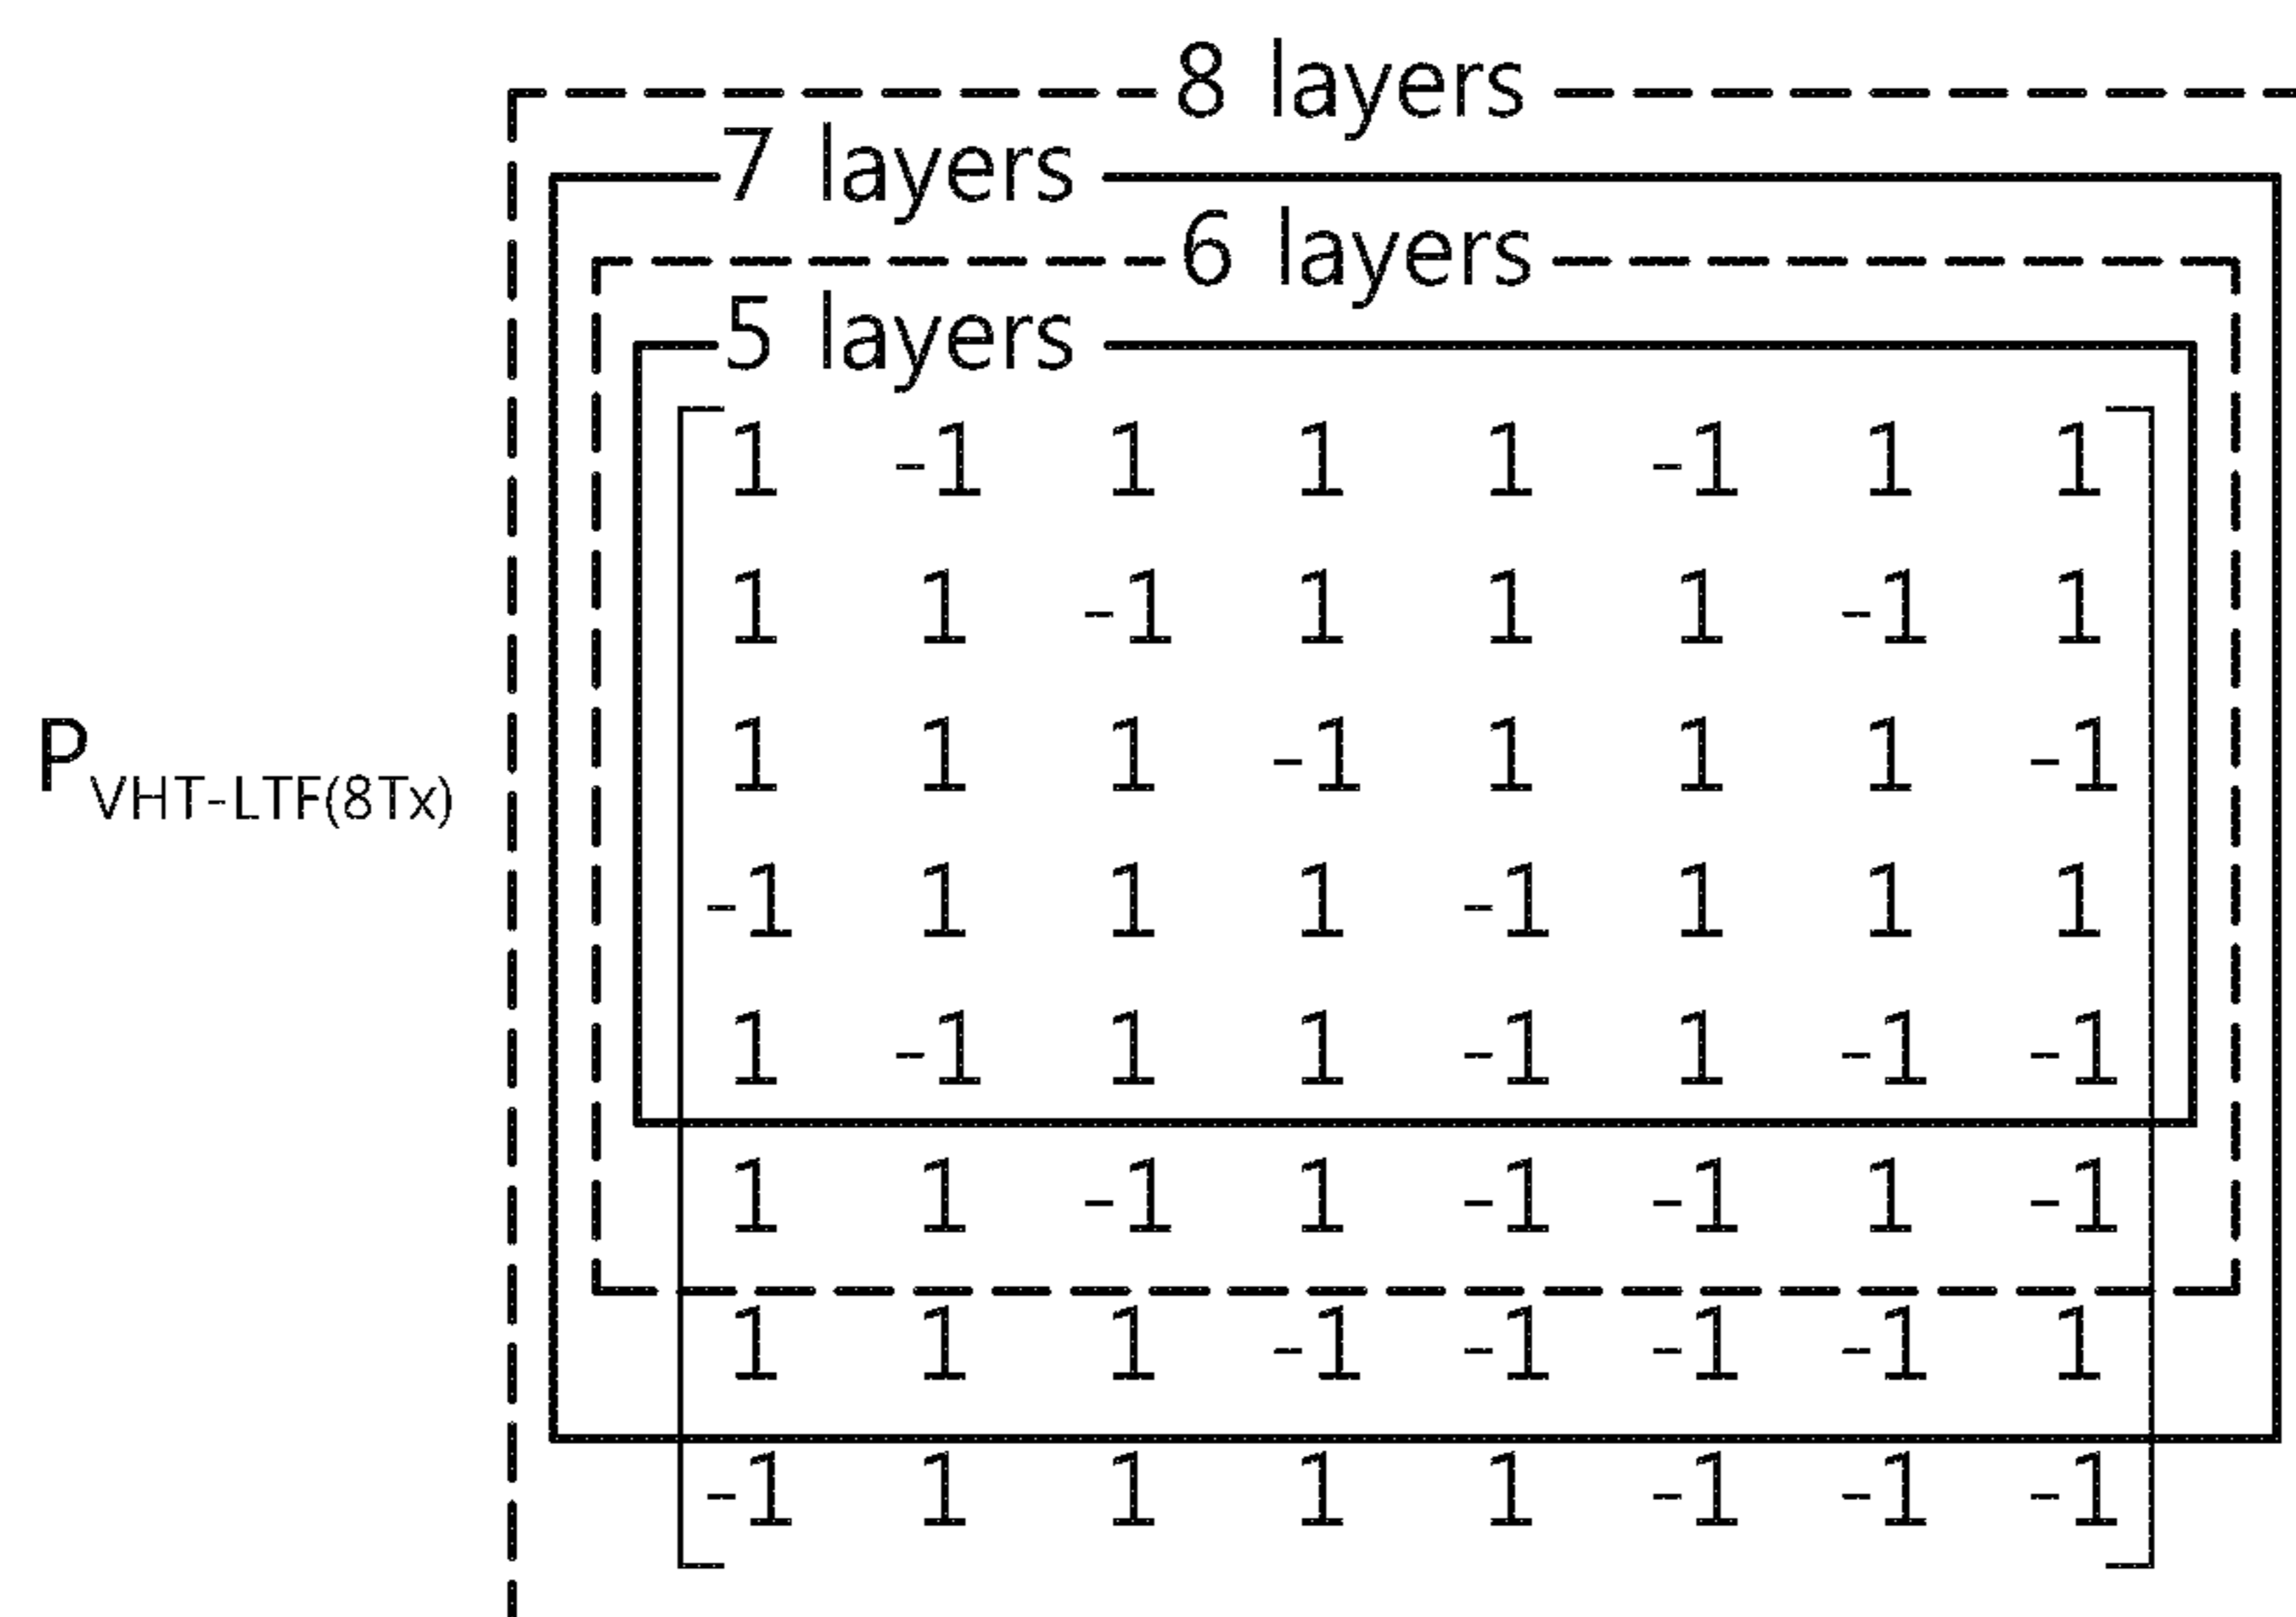 8 layers
7 layers
6 layers
5 layers
1 -1 1 1 1 -1 1 1
1 1 -1 1 1 1 -1 1
1 1 1 -1 1 1 1 -1
P VHT-LTF(8Tx)
-1 1 1 1 -1 1 1 1
1 -1 1 1 -1 1 -1 -1
1 1 -1 1 -1 -1 1 -1
1 1 1 -1 -1 -1 -1 1
-1 1 1 1 1 -1 -1 -1